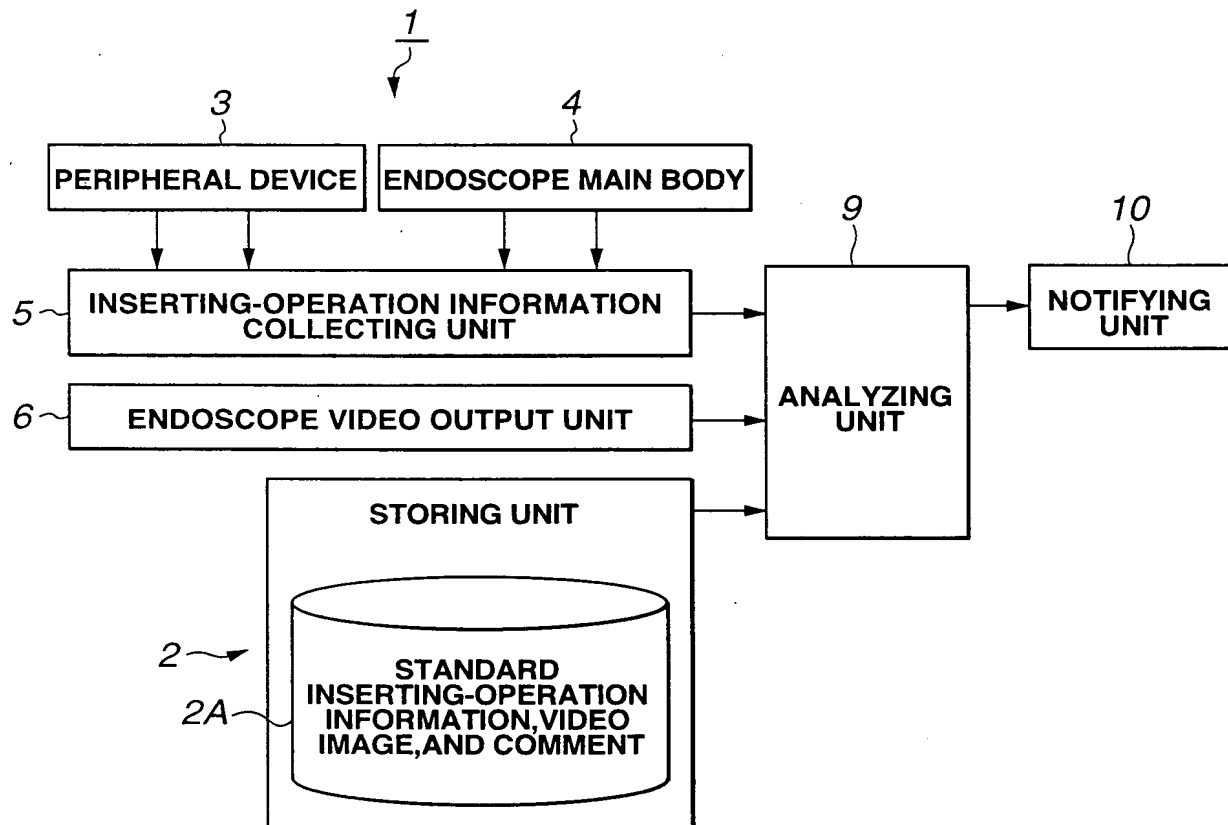 1
3
4
PERIPHERAL DEVICE
ENDOSCOPE MAIN BODY
9
10
5
INSERTING-OPERATION INFORMATION
COLLECTING UNIT
NOTIFYING
UNIT
6
ENDOSCOPE VIDEO OUTPUT UNIT
ANALYZING
UNIT
STORING UNIT
2
2A
STANDARD
INSERTING-OPERATION
INFORMATION,VIDEO
IMAGE,AND COMMENT